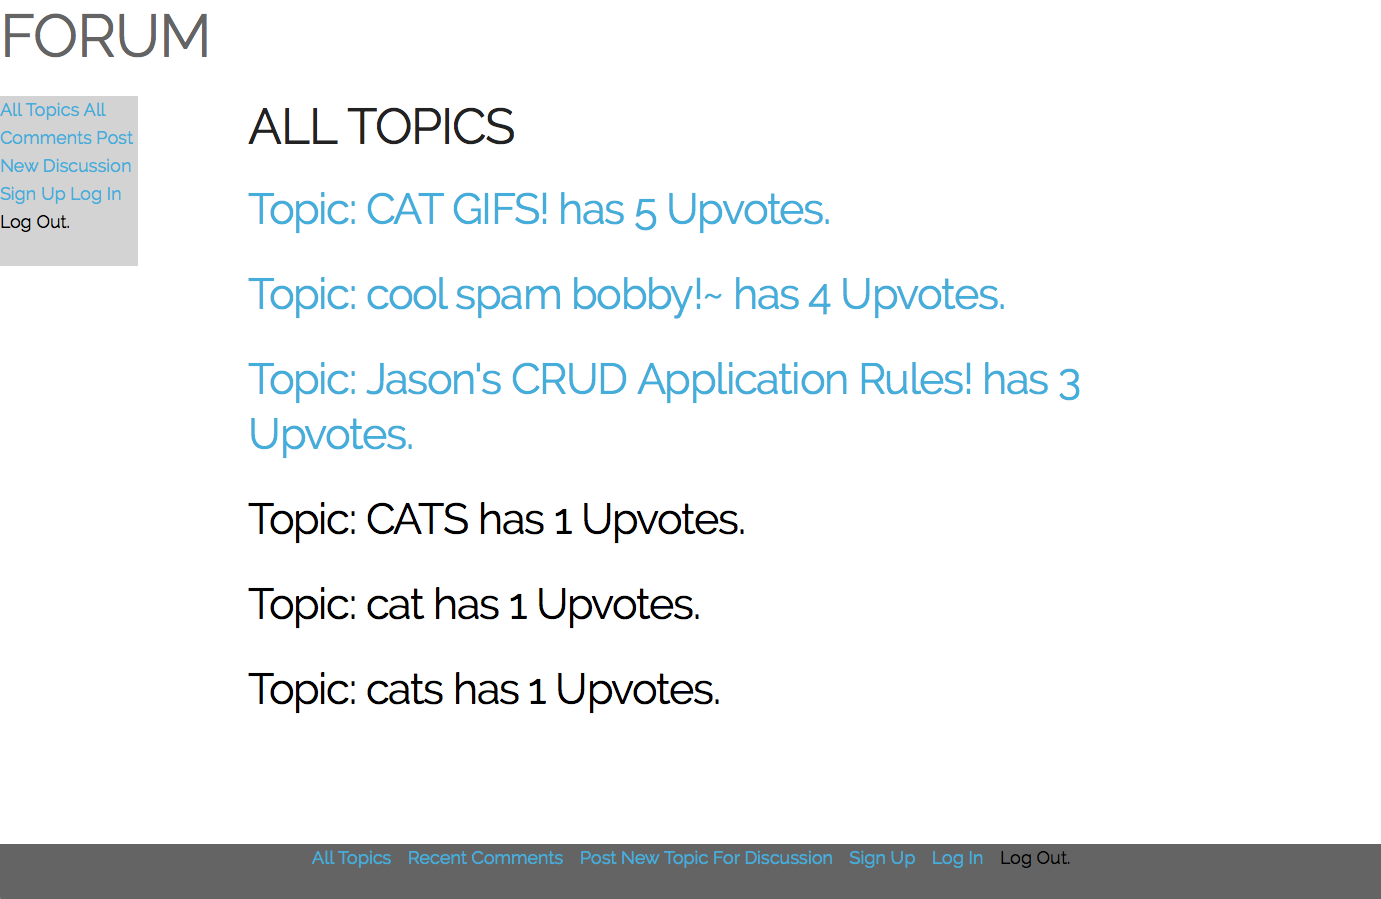 FORUM
All Topics All
Comments Post
New Discussion
Sign Up Log In
Log Out.
ALL TOPICS
Topic: CAT GIFS! has 5 Upvotes.
Topic: cool spam bobby!~ has 4 Upvotes.
Topic: Jason's CRUD Application Rules! has 3
Upvotes.
Topic: CATS has 1 Upvotes.
Topic: cat has 1 Upvotes.
Topic: cats has 1 Upvotes.
All Topics Recent Comments Post New Topic For Discussion Sign Up Log In Log Out.